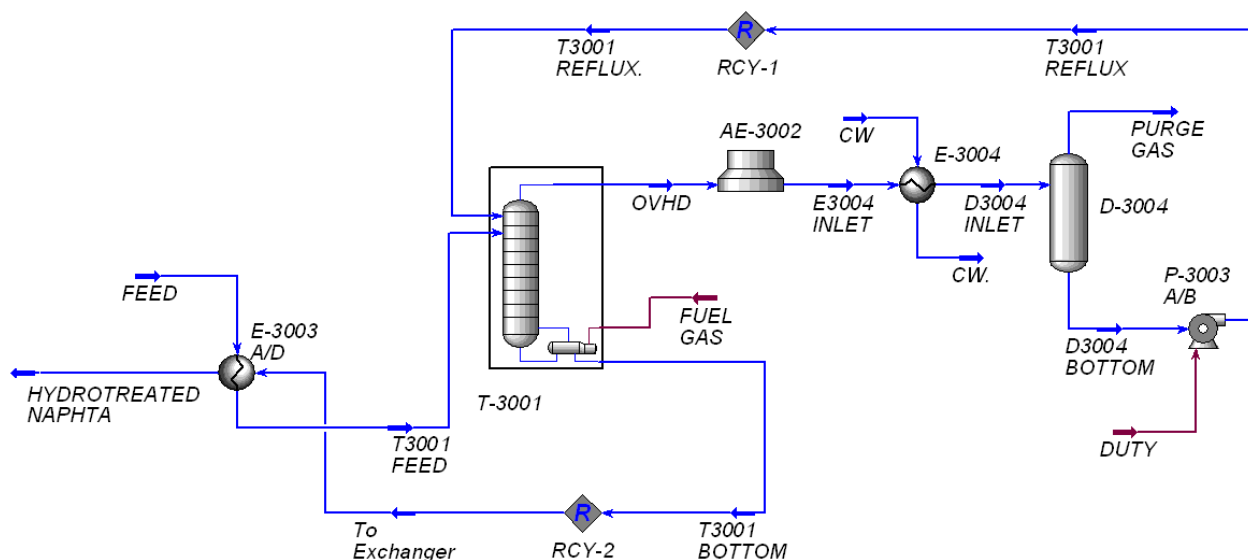 T3001
REFLUX.
R
RCY-1
T3001
REFLUX
AE-3002
CW
E-3004
PURGE
GAS
OVHD
E3004
INLET
D3004
INLET
D-3004
CW.
P-3003
A/B
FEED
E-3003
A/D
FUEL
GAS
D3004
BOTTOM
HYDROTREATED
NAPHTA
T-3001
T3001
FEED
DUTY
To
Exchanger
R
RCY-2
T3001
BOTTOM